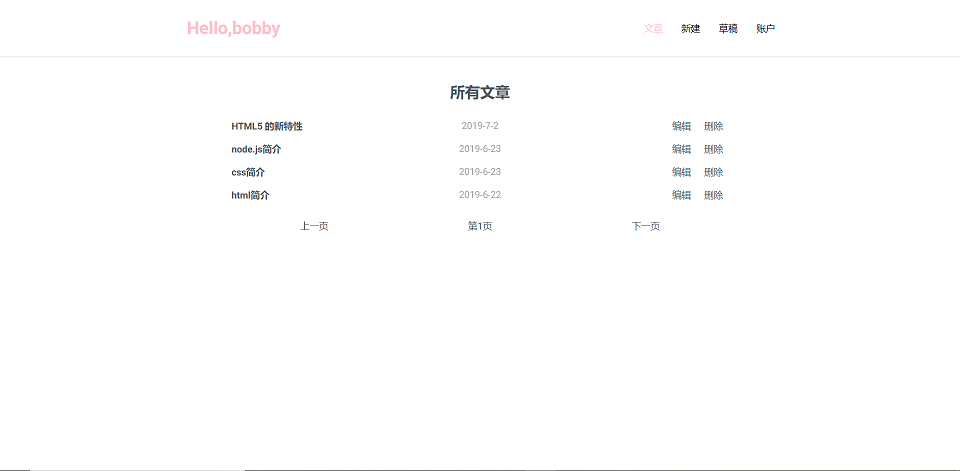 Hello,bobby 文章 新建 草稿 账户
所有文章
HTML5 的新特性 2019-7-2 编辑 删除
node.js简介 2019-6-23 编辑 删除
css简介 2019-6-23 编辑 删除
html简介 2019-6-22 编辑 删除
上一页 第1页 下一页